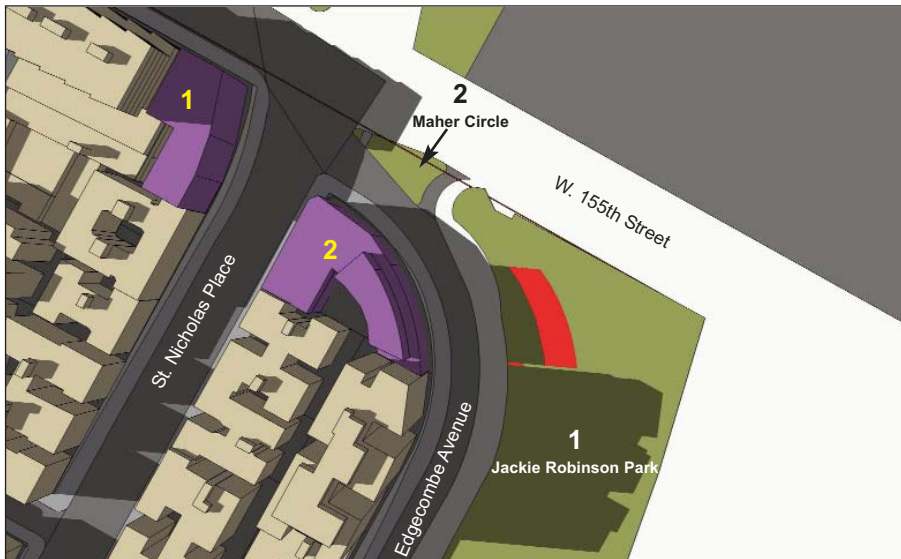 1
2
Maher Circle
W. 155th Street
2
St. Nicholas Place
Edgecombe Avenue
1
Jackie Robinson Park